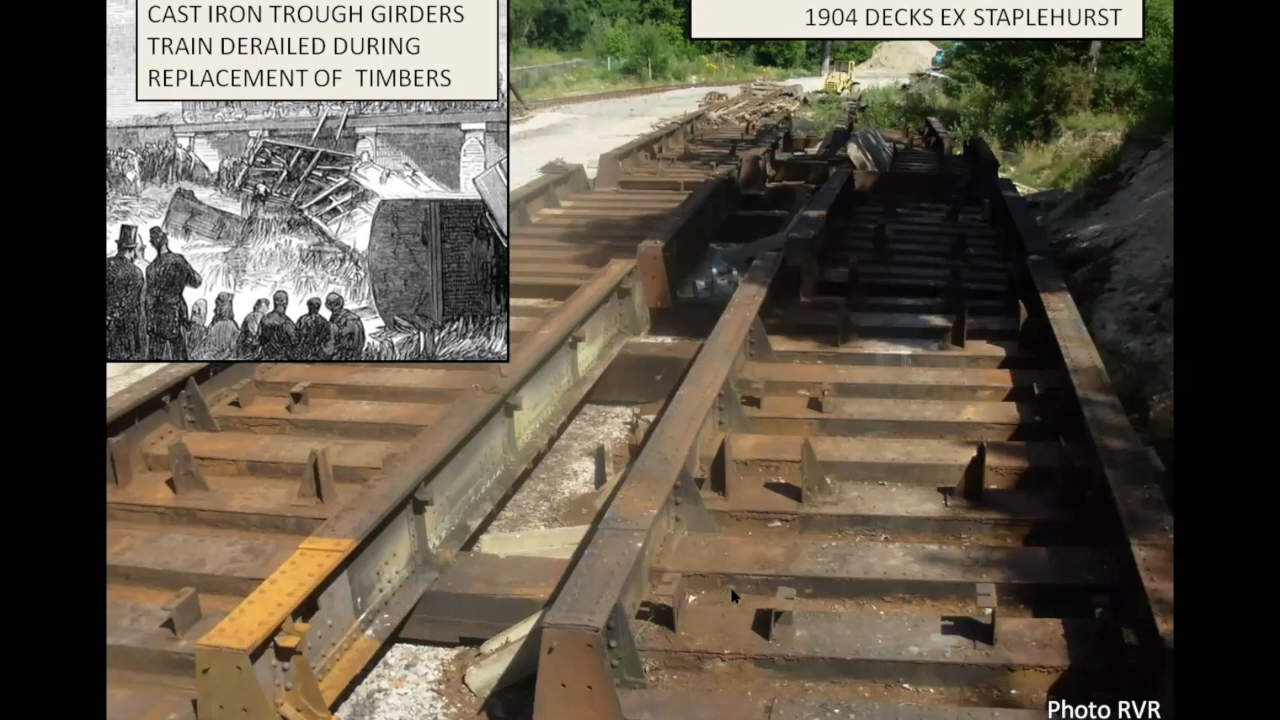 CAST IRON TROUGH GIRDERS
TRAIN DERAILED DURING
REPLACEMENT OF TIMBERS
1904 DECKS EX STAPLEHURST
Photo RVR